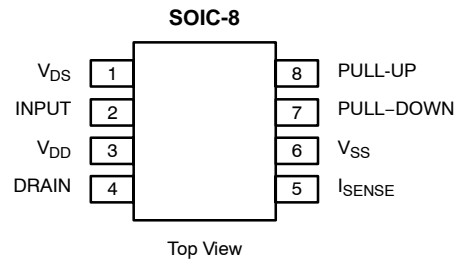 SOIC-8
VDS 1 8 PULL-UP
INPUT 2 7 PULL−DOWN
VDD 3 6 VSS
DRAIN 4 5 ISENSE
Top View